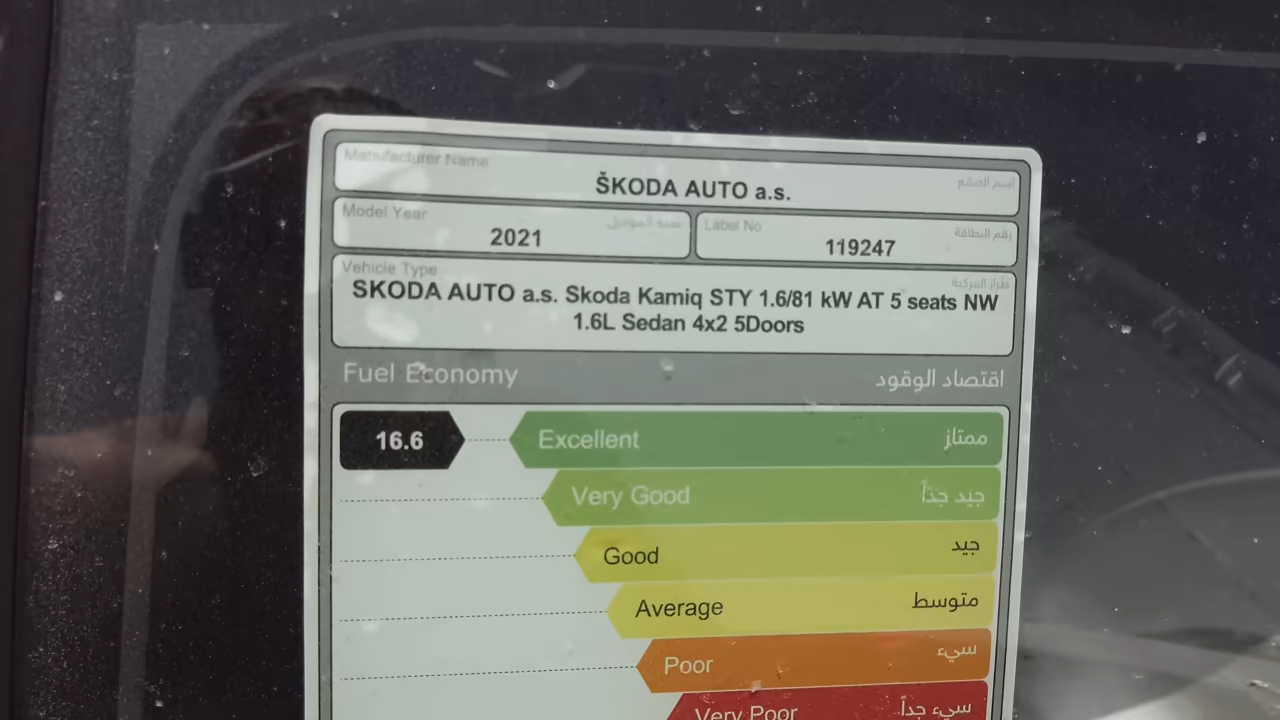 Manufacturer Name
اسم الصانع
ŠKODA AUTO a.s.
Model Year
سنة الموديل
2021
Label No
رقم البطاقة
119247
Vehicle Type
طراز المركبة
SKODA AUTO a.s. Skoda Kamiq STY 1.6/81 kW AT 5 seats NW
1.6L Sedan 4x2 5Doors
Fuel Economy
اقتصاد الوقود
16.6
Excellent
ممتاز
Very Good
جيد جداً
Good
جيد
Average
متوسط
Poor
سيء
Very Poor
سيء جداً